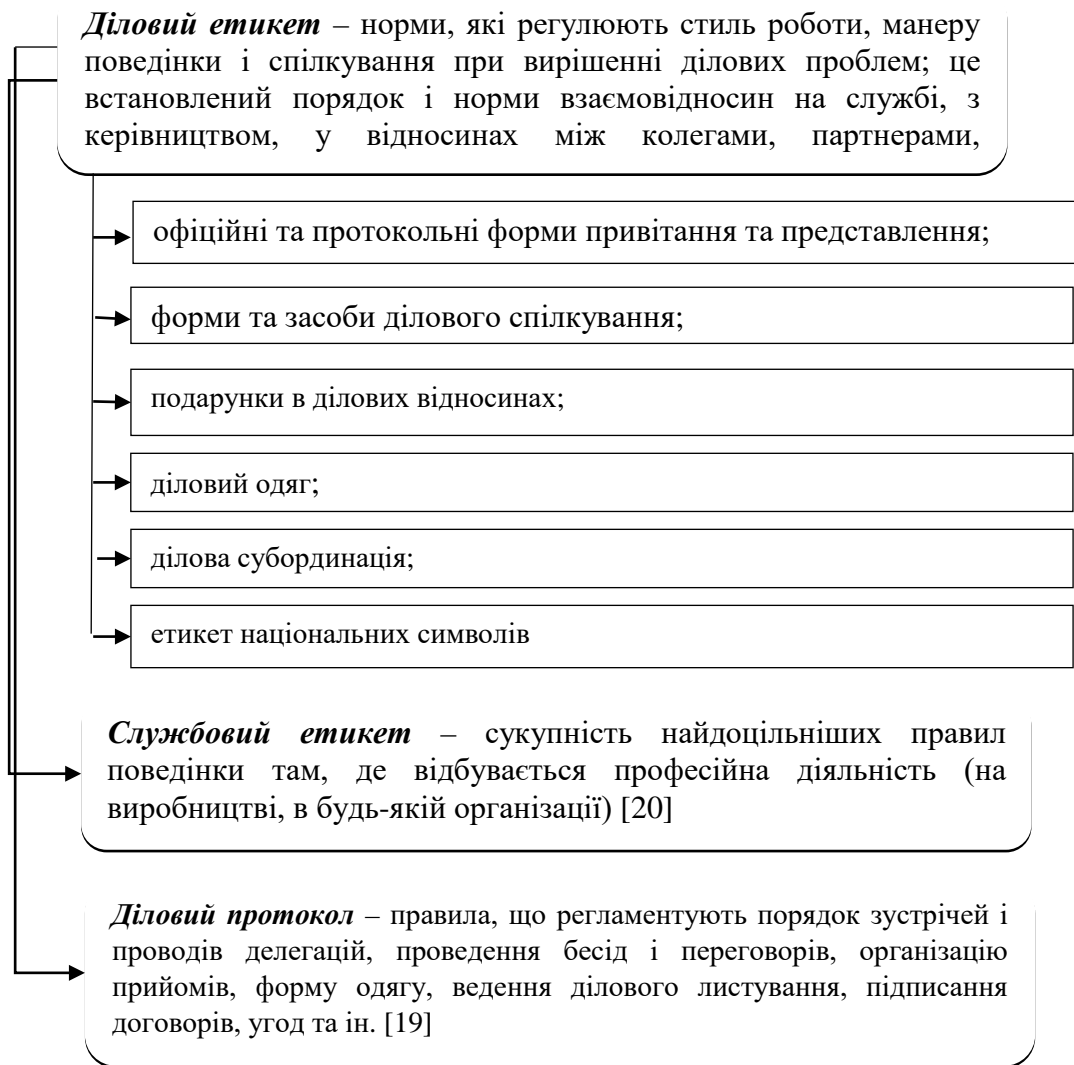 Діловий етикет – норми, які регулюють стиль роботи, манеру
поведінки і спілкування при вирішенні ділових проблем; це
встановлений порядок і норми взаємовідносин на службі, з
керівництвом, у відносинах між колегами, партнерами,
офіційні та протокольні форми привітання та представлення;
форми та засоби ділового спілкування;
подарунки в ділових відносинах;
діловий одяг;
ділова субординація;
етикет національних символів
Службовий етикет – сукупність найдоцільніших правил
поведінки там, де відбувається професійна діяльність (на
виробництві, в будь-якій організації) [20]
Діловий протокол – правила, що регламентують порядок зустрічей і
проводів делегацій, проведення бесід і переговорів, організацію
прийомів, форму одягу, ведення ділового листування, підписання
договорів, угод та ін. [19]